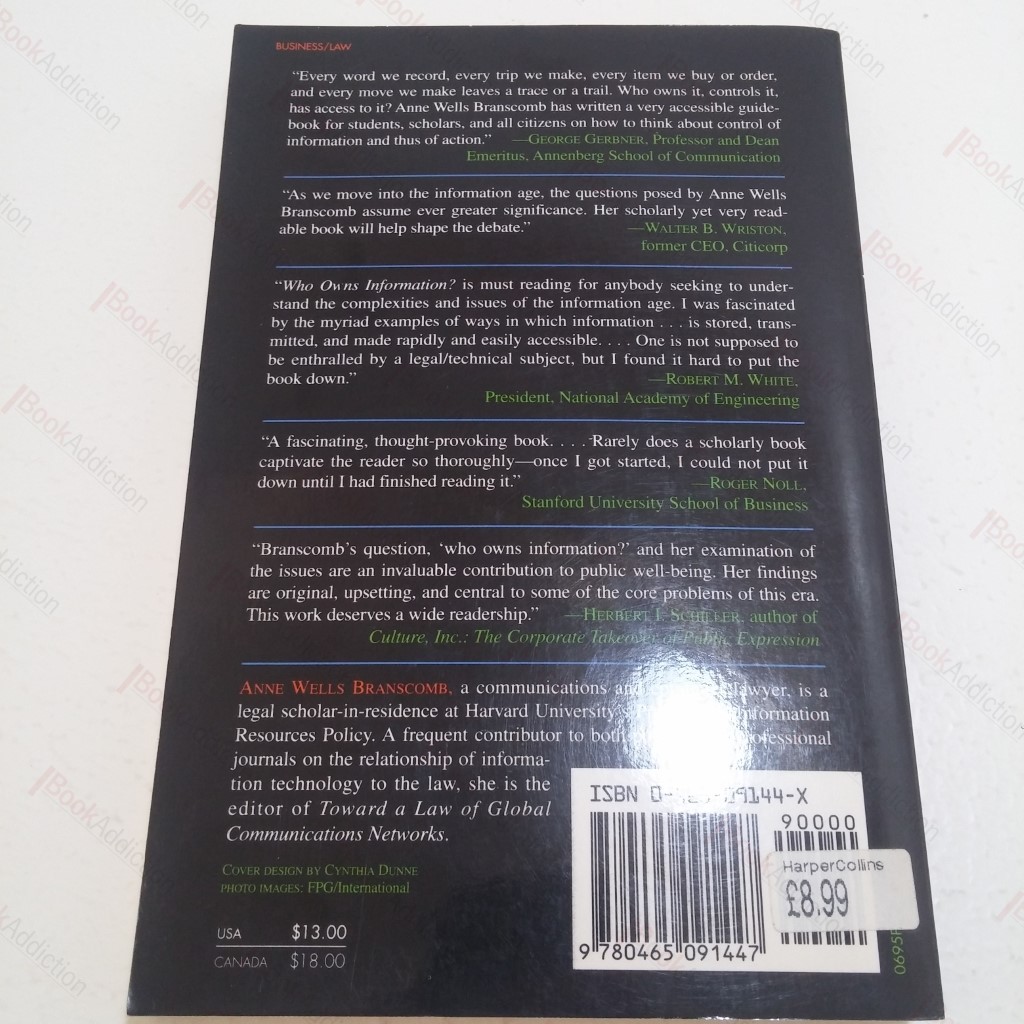 BUSINESS/LAW
“Every word we record, every trip we make, every item we buy or order,
and every move we make leaves a trace or a trail. Who owns it, controls it,
has access to it? Anne Wells Branscomb has written a very accessible guide-
book for students, scholars, and all citizens on how to think about control of
information and thus of action.” —GEORGE GERBNER, Professor and Dean
Emeritus, Annenberg School of Communication
“As we move into the information age, the questions posed by Anne Wells
Branscomb assume ever greater significance. Her scholarly yet very read-
able book will help shape the debate.” —WALTER B. WRISTON,
former CEO, Citicorp
“Who Owns Information? is must reading for anybody seeking to under-
stand the complexities and issues of the information age. I was fascinated
by the myriad examples of ways in which information . . . is stored, trans-
mitted, and made rapidly and easily accessible. . . . One is not supposed to
be enthralled by a legal/technical subject, but I found it hard to put the
book down.” —ROBERT M. WHITE,
President, National Academy of Engineering
“A fascinating, thought-provoking book. . . . Rarely does a scholarly book
captivate the reader so thoroughly—once I got started, I could not put it
down until I had finished reading it.” —ROGER NOLL,
Stanford University School of Business
“Branscomb’s question, ‘who owns information?’ and her examination of
the issues are an invaluable contribution to public well-being. Her findings
are original, upsetting, and central to some of the core problems of this era.
This work deserves a wide readership.” —HERBERT I. SCHILLER, author of
Culture, Inc.: The Corporate Takeover of Public Expression
ANNE WELLS BRANSCOMB, a communications and lawyer, is a
legal scholar-in-residence at Harvard University's Information
Resources Policy. A frequent contributor to both professional
journals on the relationship of informa-
tion technology to the law, she is the
editor of Toward a Law of Global
Communications Networks.
COVER DESIGN BY CYNTHIA DUNNE
PHOTO IMAGES: FPG/International
USA $13.00
CANADA $18.00
ISBN 0- -09144-X
90000
HarperCollins
£8.99
9 780465 091447
0695
BookAddiction